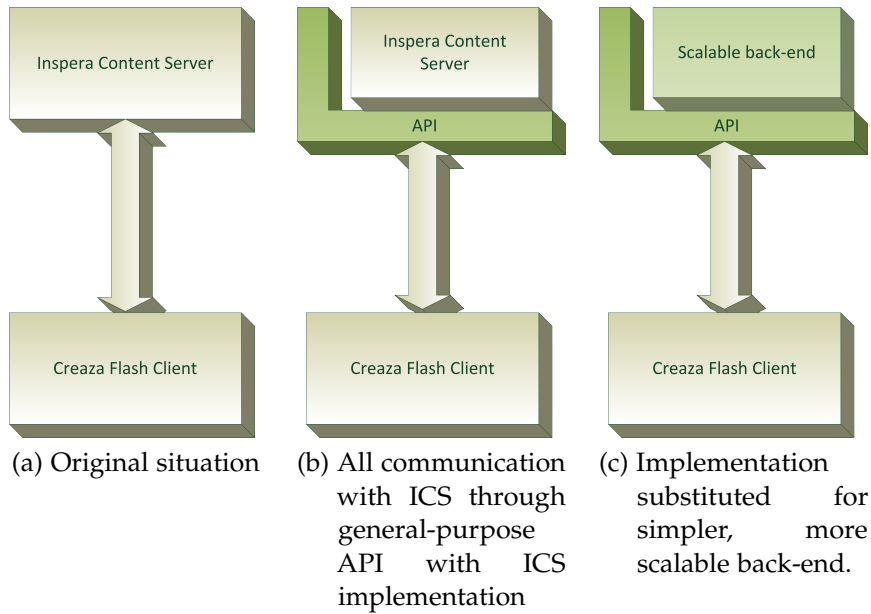 Inspera Content Server
Creaza Flash Client
(a) Original situation
Inspera Content
Server
API
Creaza Flash Client
(b) All communication
with ICS through
general-purpose
API with ICS
implementation
Scalable back-end
API
Creaza Flash Client
(c) Implementation
substituted for
simpler, more
scalable back-end.